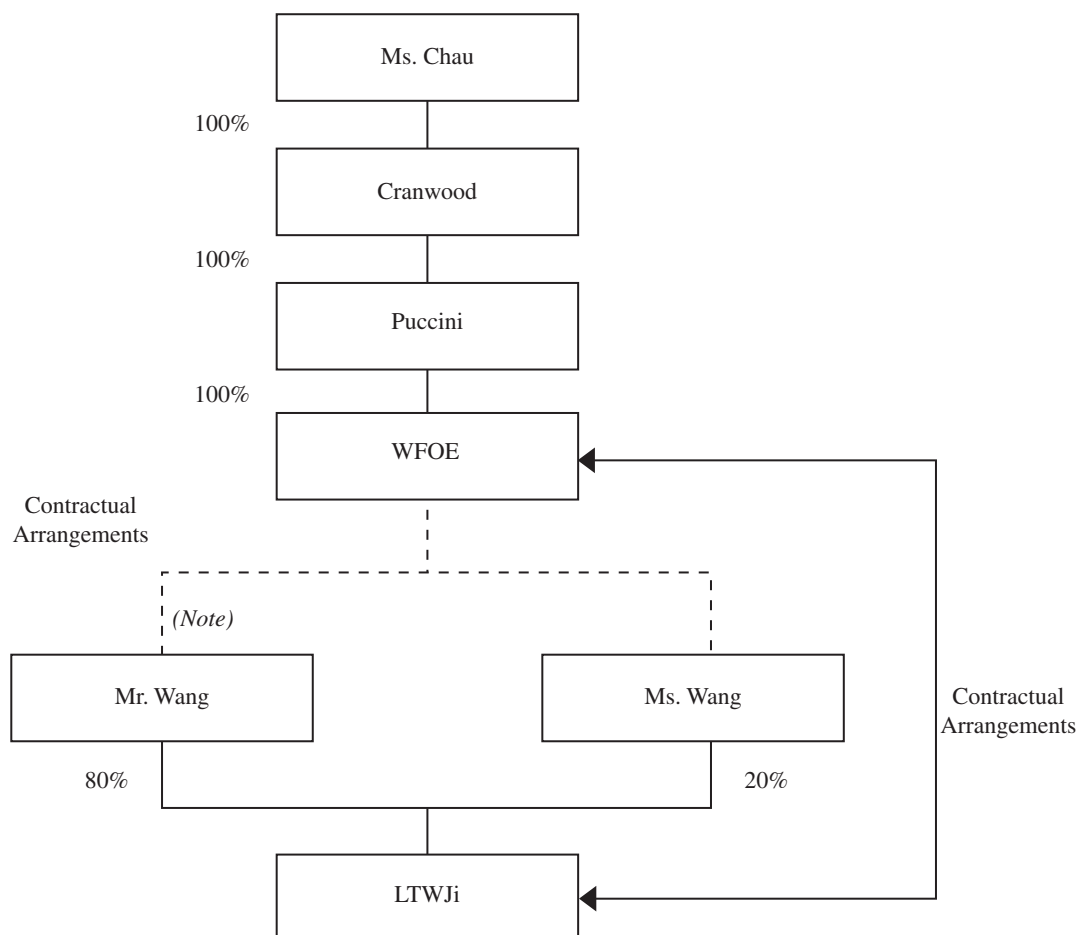 Ms. Chau
100%
Cranwood
100%
Puccini
100%
WFOE
Contractual
Arrangements
(Note)
Mr. Wang
Ms. Wang
Contractual
Arrangements
80%
20%
LTWJi